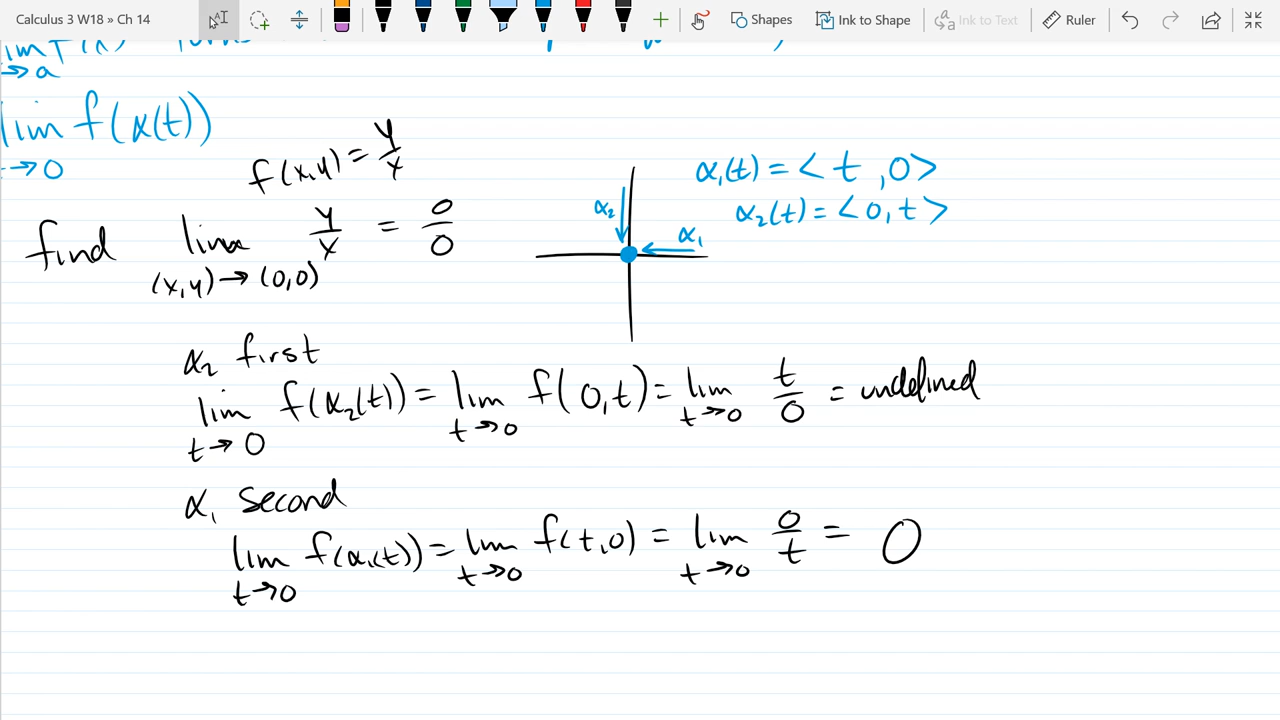 Calculus 3 W18 » Ch 14
Shapes
Ink to Shape
Ink to Text
Ruler
→a
lim f(α(t))
→0
f(x,y) = y/x
find lim y/x = 0/0
(x,y)→(0,0)
α₁(t) = <t,0>
α₂(t) = <0,t>
α₂
α₁
α₂ first
lim f(α₂(t)) = lim f(0,t) = lim t/0 = undefined
t→0 t→0 t→0
α₁ second
lim f(α₁(t)) = lim f(t,0) = lim 0/t = 0
t→0 t→0 t→0